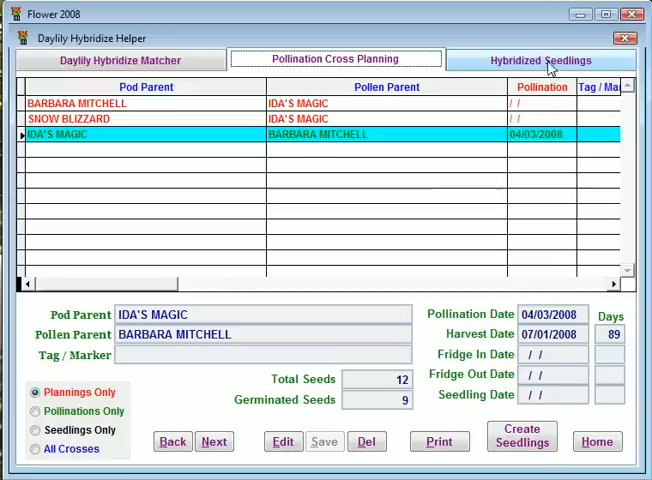 Flower 2008
Daylily Hybridize Helper
Daylily Hybridize Matcher Pollination Cross Planning Hybridized Seedlings
Pod Parent Pollen Parent Pollination Tag / Mar
BARBARA MITCHELL IDA'S MAGIC / /
SNOW BLIZZARD IDA'S MAGIC / /
IDA'S MAGIC BARBARA MITCHELL 04/03/2008
Pod Parent IDA'S MAGIC Pollination Date 04/03/2008 Days
Pollen Parent BARBARA MITCHELL Harvest Date 07/01/2008 89
Tag / Marker Fridge In Date / /
Total Seeds 12 Fridge Out Date / /
Germinated Seeds 9 Seedling Date / /
Plannings Only
Pollinations Only
Seedlings Only
All Crosses
Back Next Edit Save Del Print Create Seedlings Home